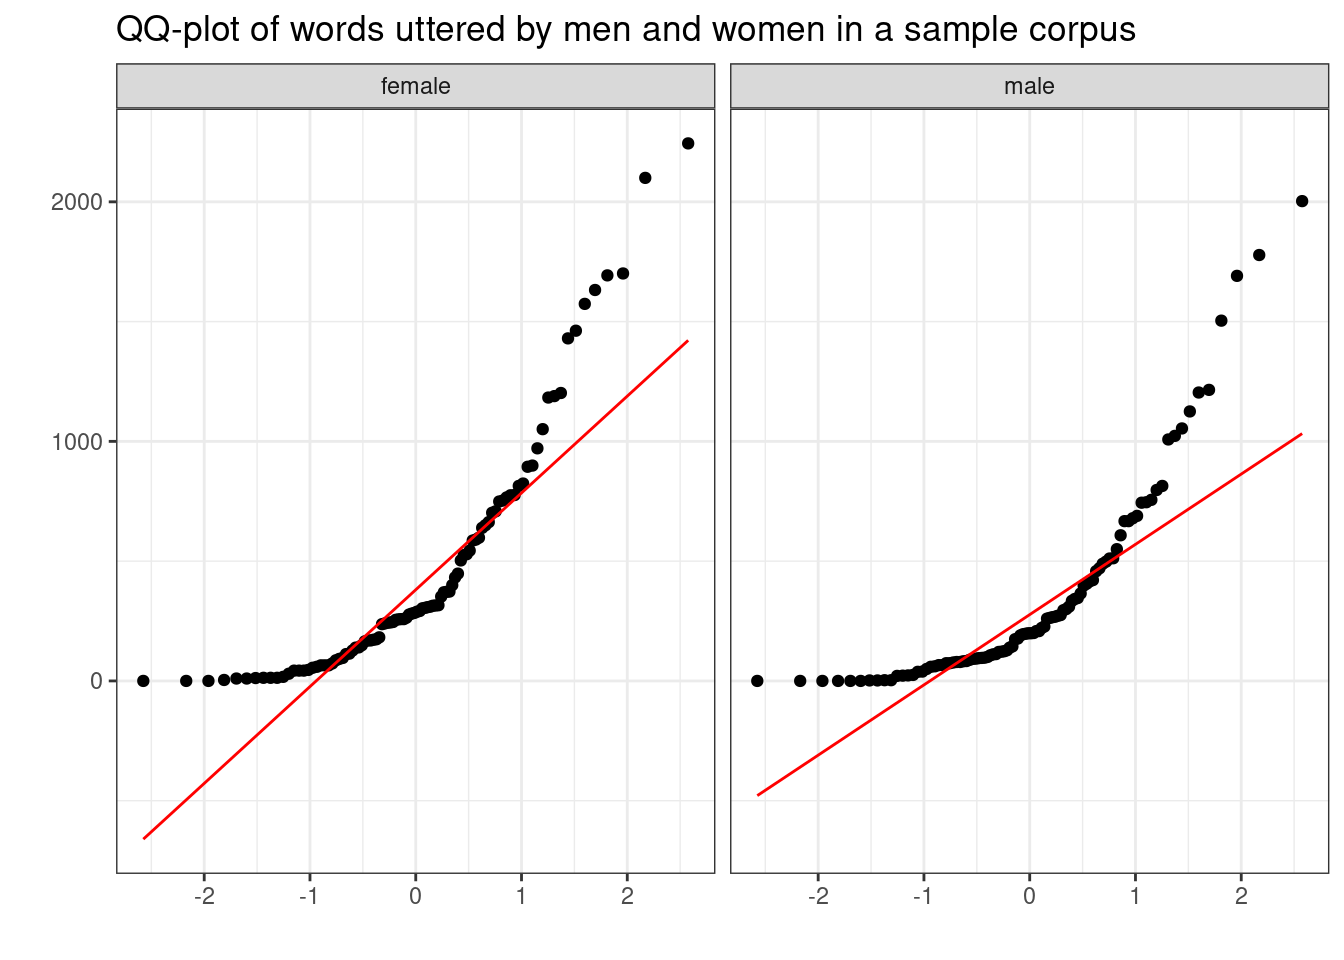 QQ-plot of words uttered by men and women in a sample corpus
female male
2000
1000
0
-2 -1 0 1 2 -2 -1 0 1 2